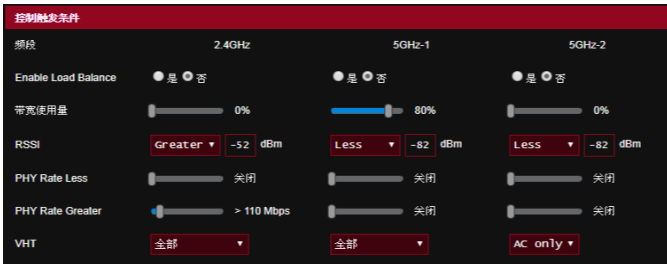 控制触发条件
频段 2.4GHz 5GHz-1 5GHz-2
Enable Load Balance 是 否 是 否 是 否
带宽使用量 0% 80% 0%
RSSI Greater -52 dBm Less -82 dBm Less -82 dBm
PHY Rate Less 关闭 关闭 关闭
PHY Rate Greater > 110 Mbps 关闭 关闭
VHT 全部 全部 AC only